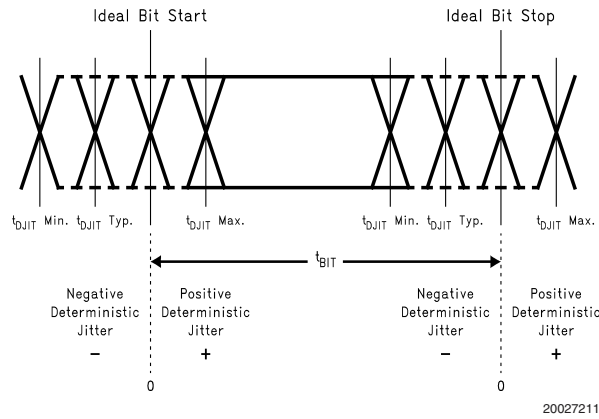 Ideal Bit Start Ideal Bit Stop
tDJIT Min. tDJIT Typ. tDJIT Max. tDJIT Min. tDJIT Typ. tDJIT Max.
tBIT
Negative Deterministic Jitter
−
Positive Deterministic Jitter
+
Negative Deterministic Jitter
−
Positive Deterministic Jitter
+
0 0
20027211